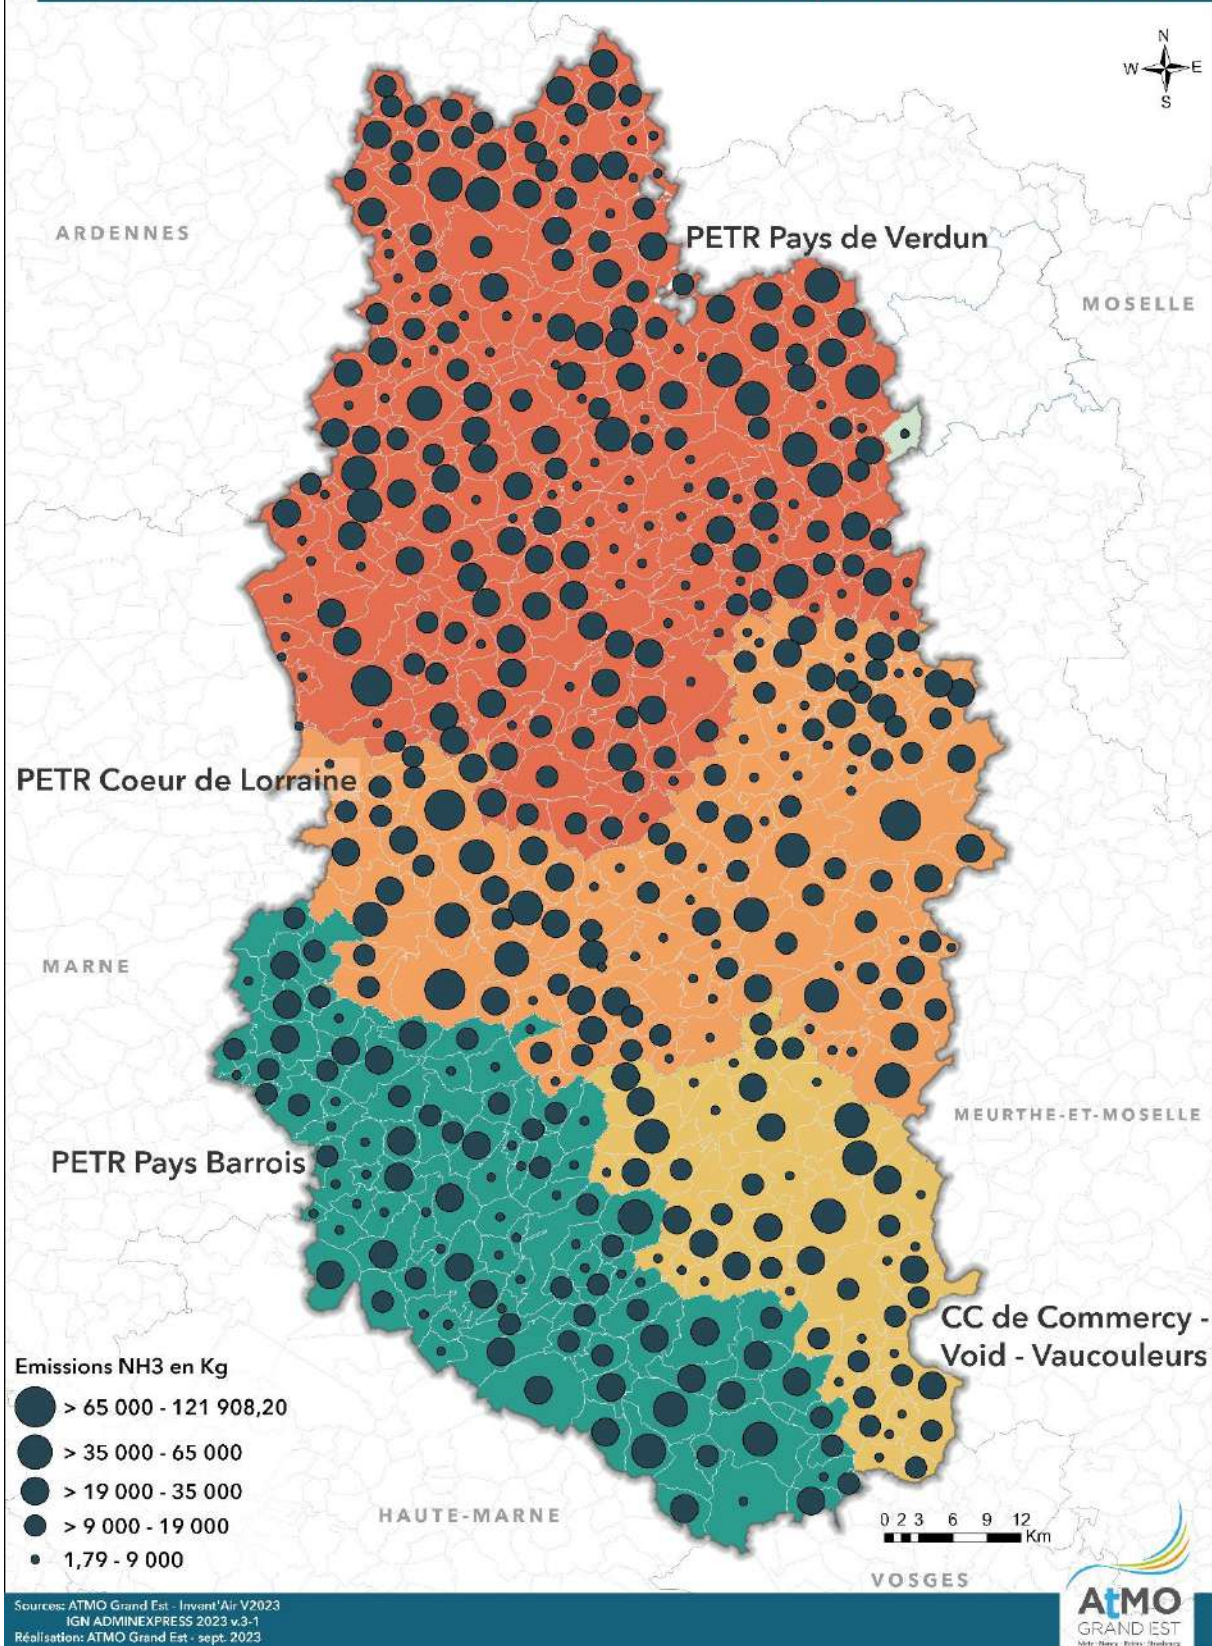 N
W E
S
ARDENNES
PETR Pays de Verdun
MOSELLE
PETR Coeur de Lorraine
MARNE
MEURTHE-ET-MOSELLE
PETR Pays Barrois
CC de Commercy -
Void - Vaucouleurs
Emissions NH3 en Kg
> 65 000 - 121 908,20
> 35 000 - 65 000
> 19 000 - 35 000
> 9 000 - 19 000
1,79 - 9 000
HAUTE-MARNE
0 2 3 6 9 12
Km
VOSGES
Sources: ATMO Grand Est - Invent'Air V2023
IGN ADMINEXPRESS 2023 v.3-1
Réalisation: ATMO Grand Est - sept. 2023
AtMO
GRAND EST